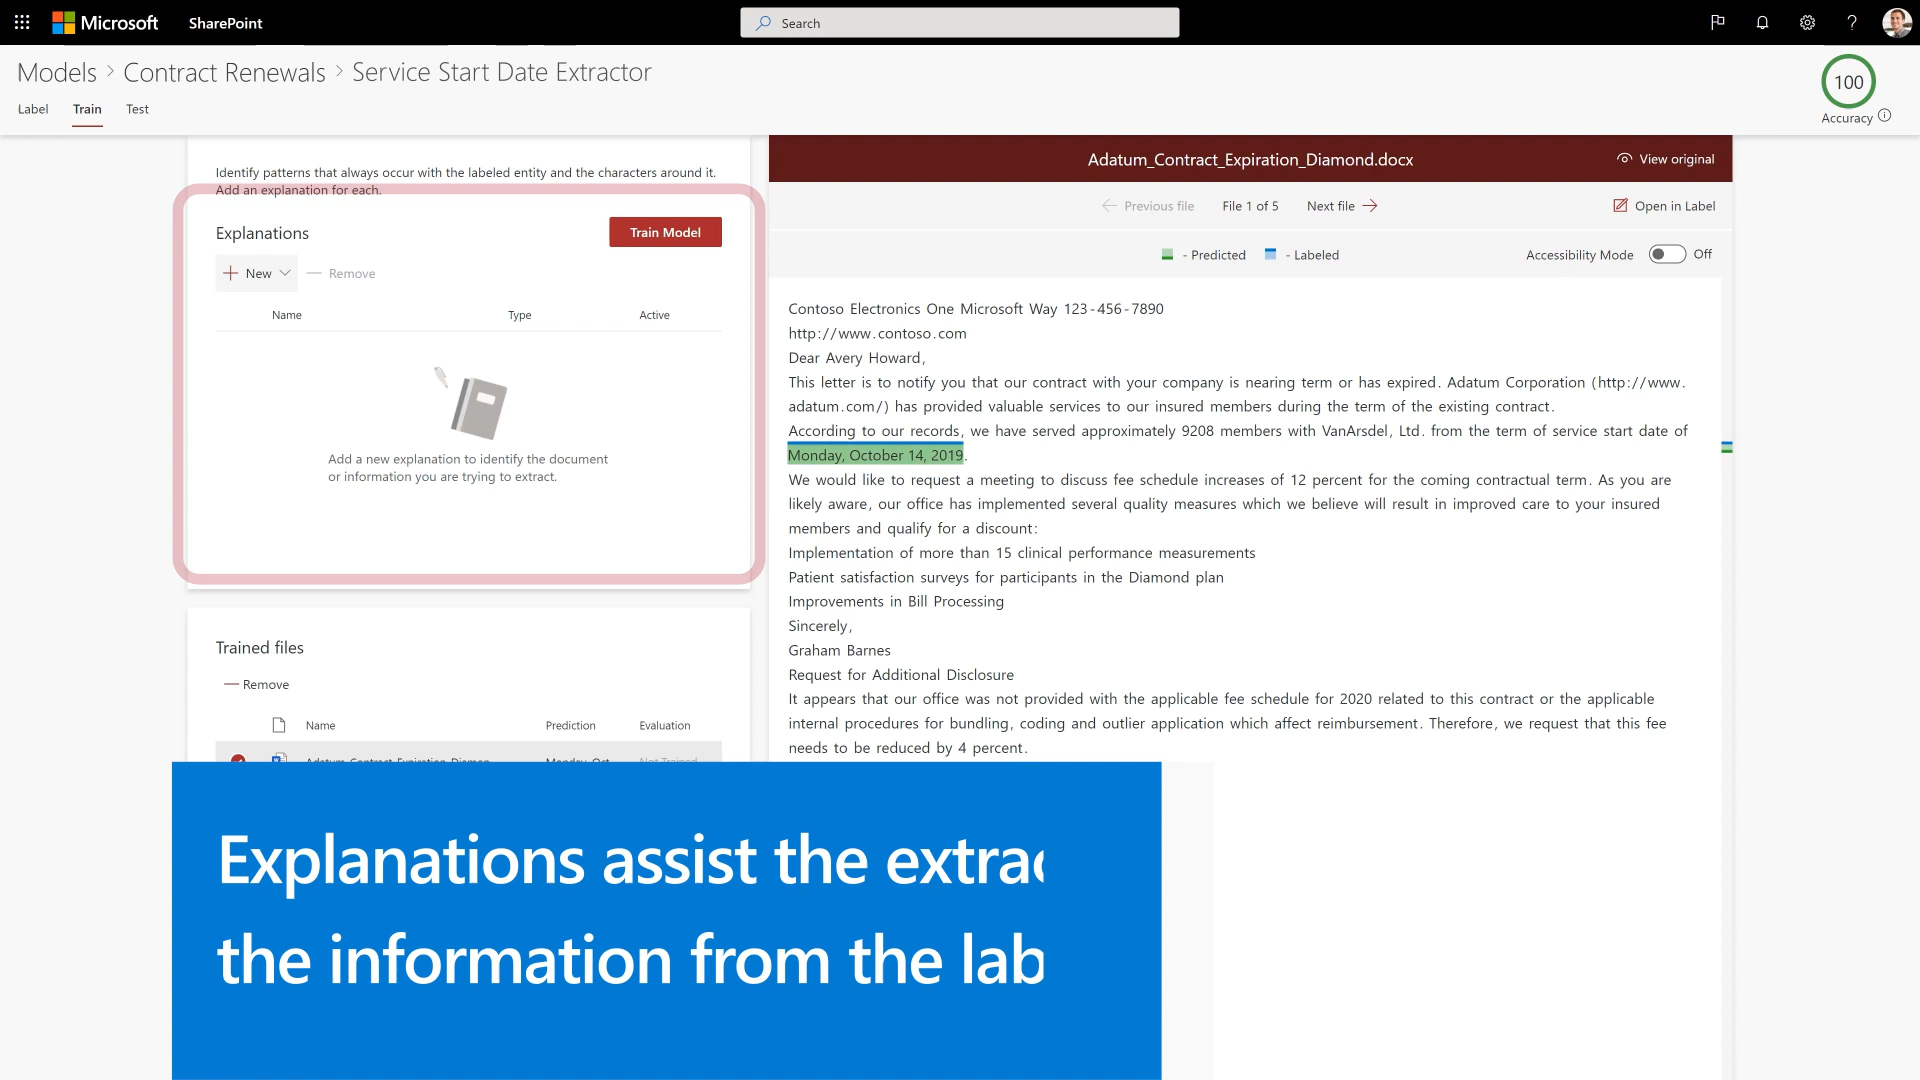 Microsoft SharePoint Search
Models > Contract Renewals > Service Start Date Extractor
100
Accuracy
Label Train Test
Identify patterns that always occur with the labeled entity and the characters around it.
Add an explanation for each.
Explanations Train Model
New Remove
Name Type Active
Add a new explanation to identify the document
or information you are trying to extract.
Trained files
Remove
Name Prediction Evaluation
Adatum_Contract_Expiration_Diamon... Monday, Oct... Not Trained
Adatum_Contract_Expiration_Diamond.docx View original
Previous file File 1 of 5 Next file Open in Label
- Predicted - Labeled Accessibility Mode Off
Contoso Electronics One Microsoft Way 123-456-7890
http://www.contoso.com
Dear Avery Howard,
This letter is to notify you that our contract with your company is nearing term or has expired. Adatum Corporation (http://www.
adatum.com/) has provided valuable services to our insured members during the term of the existing contract.
According to our records, we have served approximately 9208 members with VanArsdel, Ltd. from the term of service start date of
Monday, October 14, 2019.
We would like to request a meeting to discuss fee schedule increases of 12 percent for the coming contractual term. As you are
likely aware, our office has implemented several quality measures which we believe will result in improved care to your insured
members and qualify for a discount:
Implementation of more than 15 clinical performance measurements
Patient satisfaction surveys for participants in the Diamond plan
Improvements in Bill Processing
Sincerely,
Graham Barnes
Request for Additional Disclosure
It appears that our office was not provided with the applicable fee schedule for 2020 related to this contract or the applicable
internal procedures for bundling, coding and outlier application which affect reimbursement. Therefore, we request that this fee
needs to be reduced by 4 percent.
Explanations assist the extrac
the information from the lab